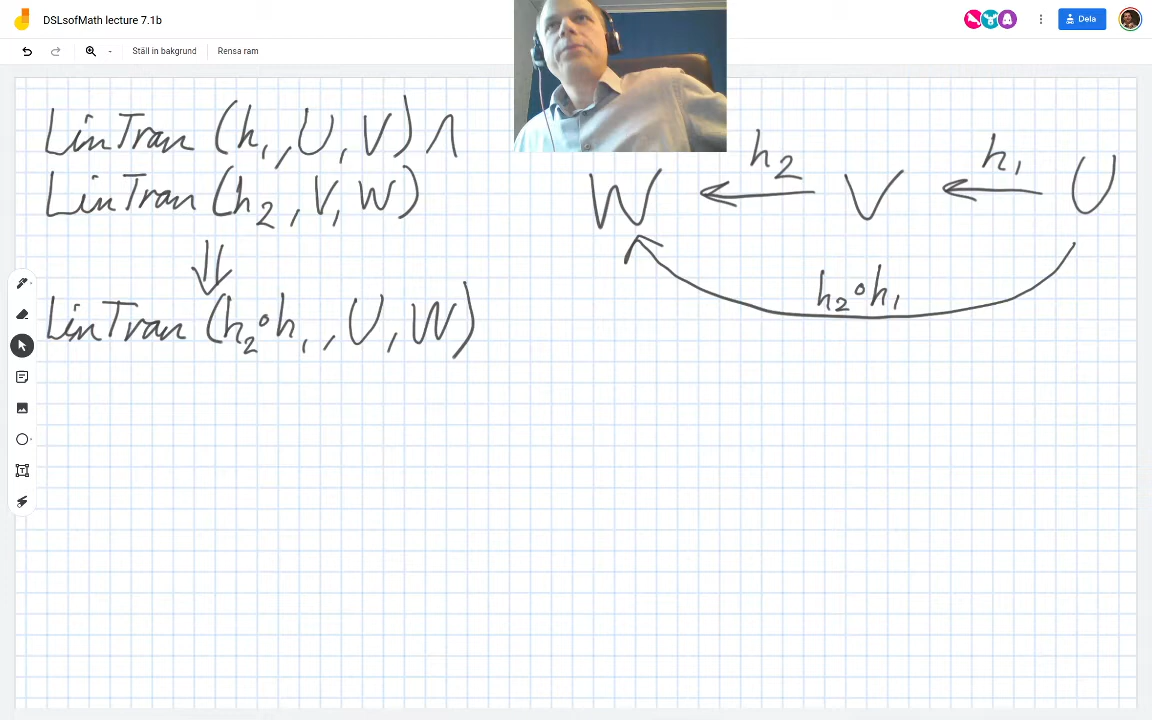 DSLsofMath lecture 7.1b
Dela
Ställ in bakgrund
Rensa ram
LinTran (h₁, U, V) ∧
LinTran (h₂, V, W)
⇓
LinTran (h₂∘h₁, U, W)
h₂ h₁
W ← V ← U
h₂∘h₁